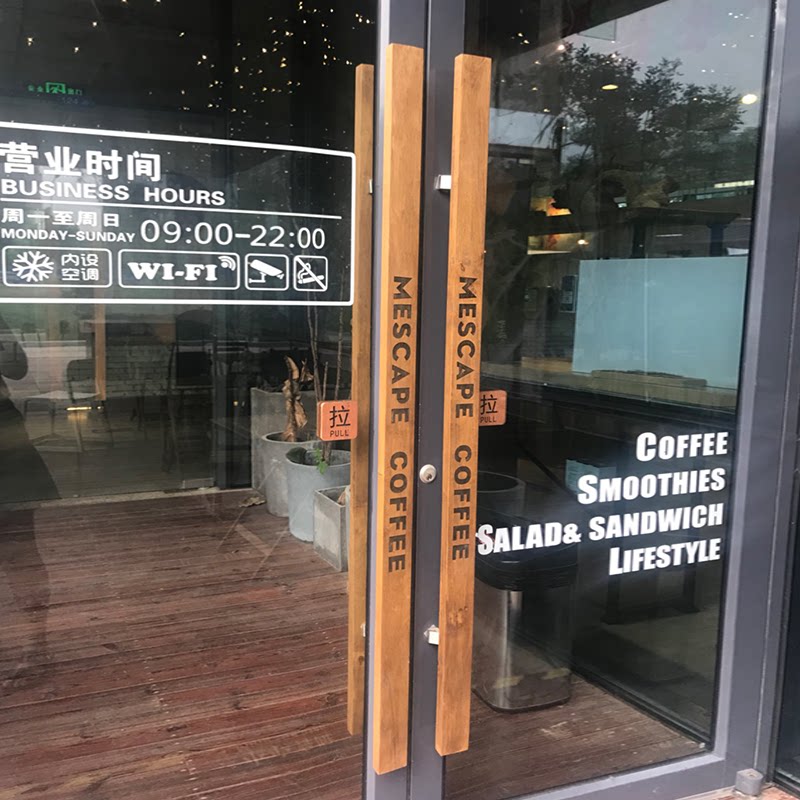 营业时间
BUSINESS HOURS
周一至周日
MONDAY-SUNDAY 09:00-22:00
内设
空调
WI-FI
MESCAPE COFFEE
MESCAPE COFFEE
拉
PULL
拉
PULL
COFFEE
SMOOTHIES
SALAD& SANDWICH
LIFESTYLE